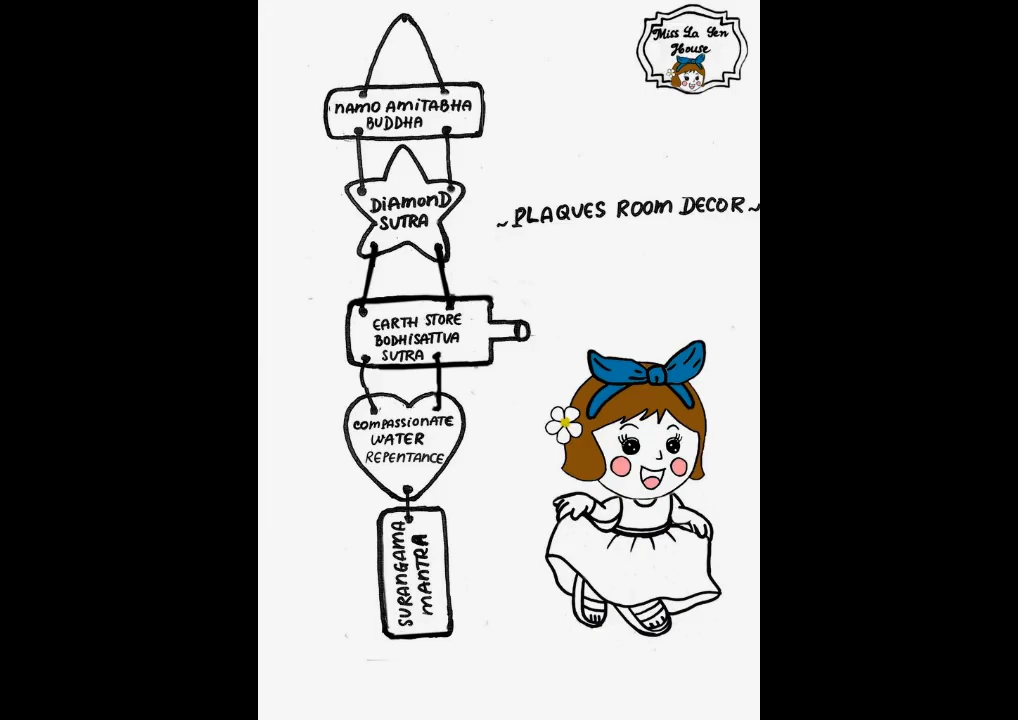 Miss La Sen
House
NAMO AMITABHA
BUDDHA
DIAMOND
SUTRA
~PLAQUES ROOM DECOR~
EARTH STORE
BODHISATTVA
SUTRA
COMPASSIONATE
WATER
REPENTANCE
SURANGAMA
MANTRA